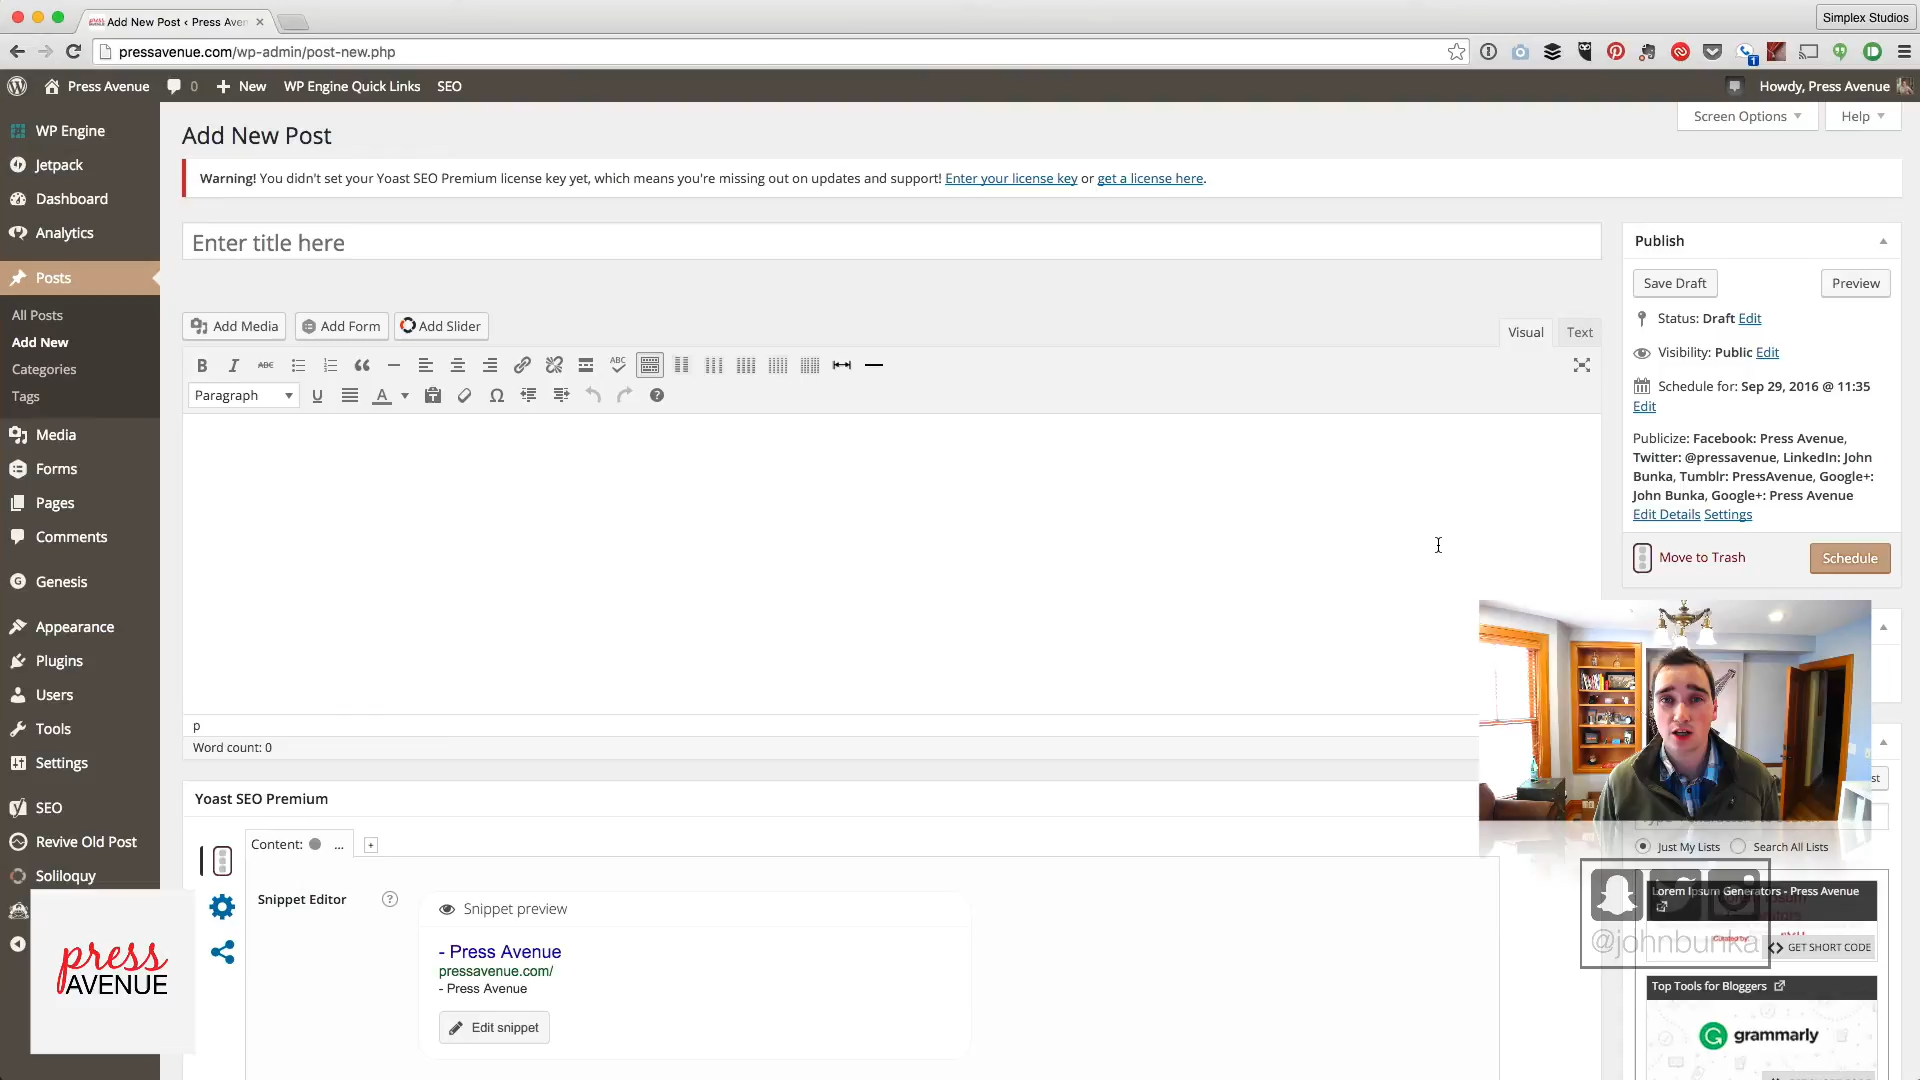 Add New Post ‹ Press Aven
Simplex Studios
pressavenue.com/wp-admin/post-new.php
1
Press Avenue
0
New
WP Engine Quick Links
SEO
Howdy, Press Avenue
WP Engine
Jetpack
Dashboard
Analytics
Posts
All Posts
Add New
Categories
Tags
Media
Forms
Pages
Comments
Genesis
Appearance
Plugins
Users
Tools
Settings
SEO
Revive Old Post
Soliloquy
press
AVENUE
Screen Options
Help
Add New Post
Warning! You didn't set your Yoast SEO Premium license key yet, which means you're missing out on updates and support! Enter your license key or get a license here.
Enter title here
Add Media
Add Form
Add Slider
Visual
Text
Paragraph
p
Word count: 0
Yoast SEO Premium
Content:
...
+
Snippet Editor
Snippet preview
- Press Avenue
pressavenue.com/
- Press Avenue
Edit snippet
Publish
Save Draft
Preview
Status: Draft Edit
Visibility: Public Edit
Schedule for: Sep 29, 2016 @ 11:35
Edit
Publicize: Facebook: Press Avenue,
Twitter: @pressavenue, LinkedIn: John
Bunka, Tumblr: PressAvenue, Google+:
John Bunka, Google+: Press Avenue
Edit Details Settings
Move to Trash
Schedule
Just My Lists
Search All Lists
Lorem Ipsum Generators - Press Avenue
@johnbunka
GET SHORT CODE
Top Tools for Bloggers
grammarly